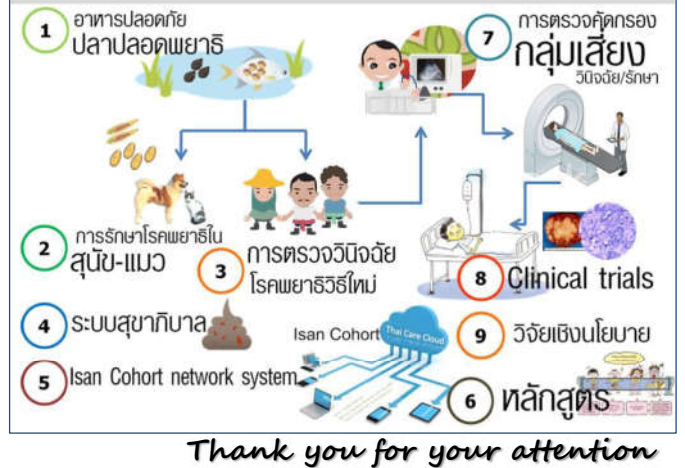 1
อาหารปลอดภัย
ปลาปลอดพยาธิ
7
การตรวจคัดกรอง
กลุ่มเสี่ยง
วินิจฉัย/รักษา
2
การรักษาโรคพยาธิใน
สุนัข-แมว
3
การตรวจวินิจฉัย
โรคพยาธิวิธีใหม่
8
Clinical trials
4
ระบบสุขาภิบาล
Isan Cohort
Thai Care Cloud
9
วิจัยเชิงนโยบาย
5
Isan Cohort network system
6
หลักสูตร
Thank you for your attention